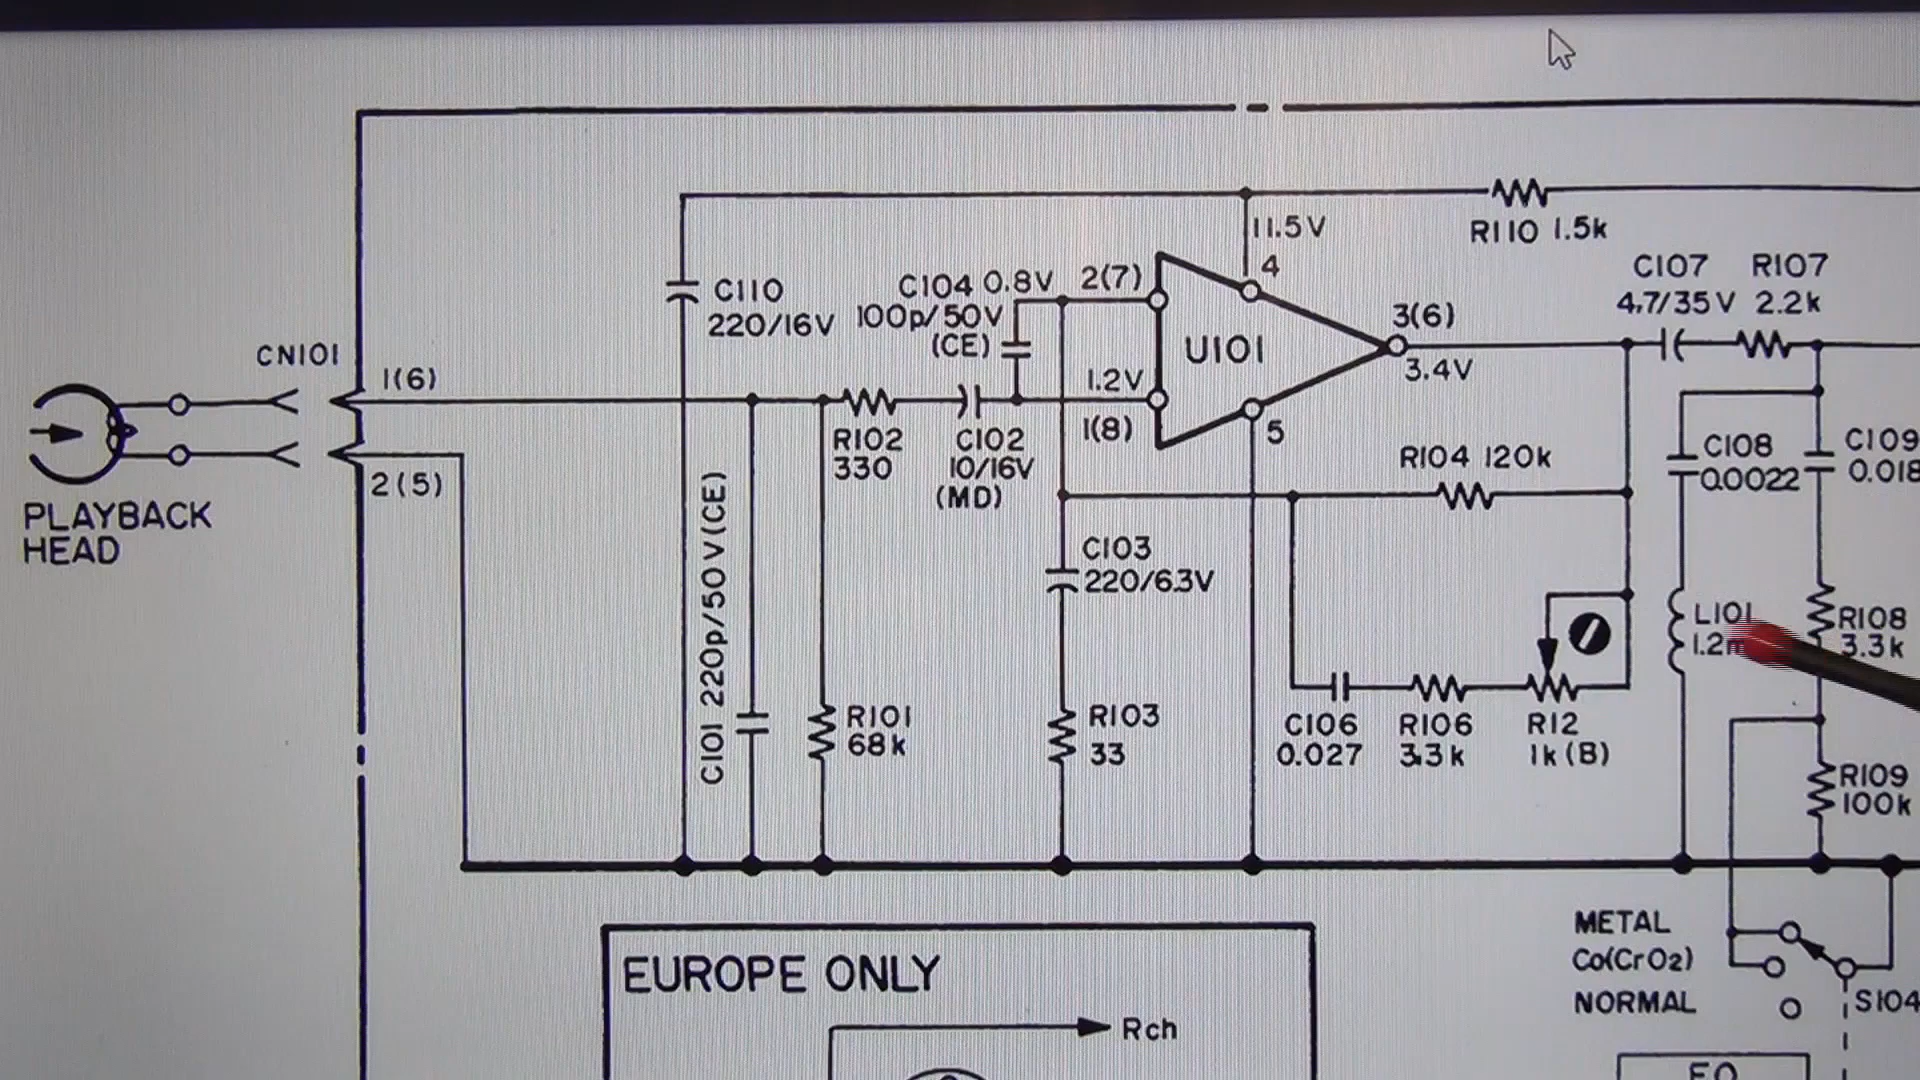 11.5V
R110 1.5k
4
C107
4.7/35V
R107
2.2k
C110
220/16V
C104 0.8V
100p/50V
(CE)
2(7)
U101
3(6)
3.4V
CN101
1(6)
1.2V
1(8)
5
R102
330
C102
10/16V
(MD)
R104 120k
C108
0.0022
C109
0.018
2(5)
PLAYBACK
HEAD
C101 220p/50V(CE)
C103
220/6.3V
L101
R108
3.3k
R101
68k
R103
33
C106
0.027
R106
3.3k
R12
1k(B)
R109
100k
METAL
Co(CrO2)
NORMAL
S104
EUROPE ONLY
Rch
EQ